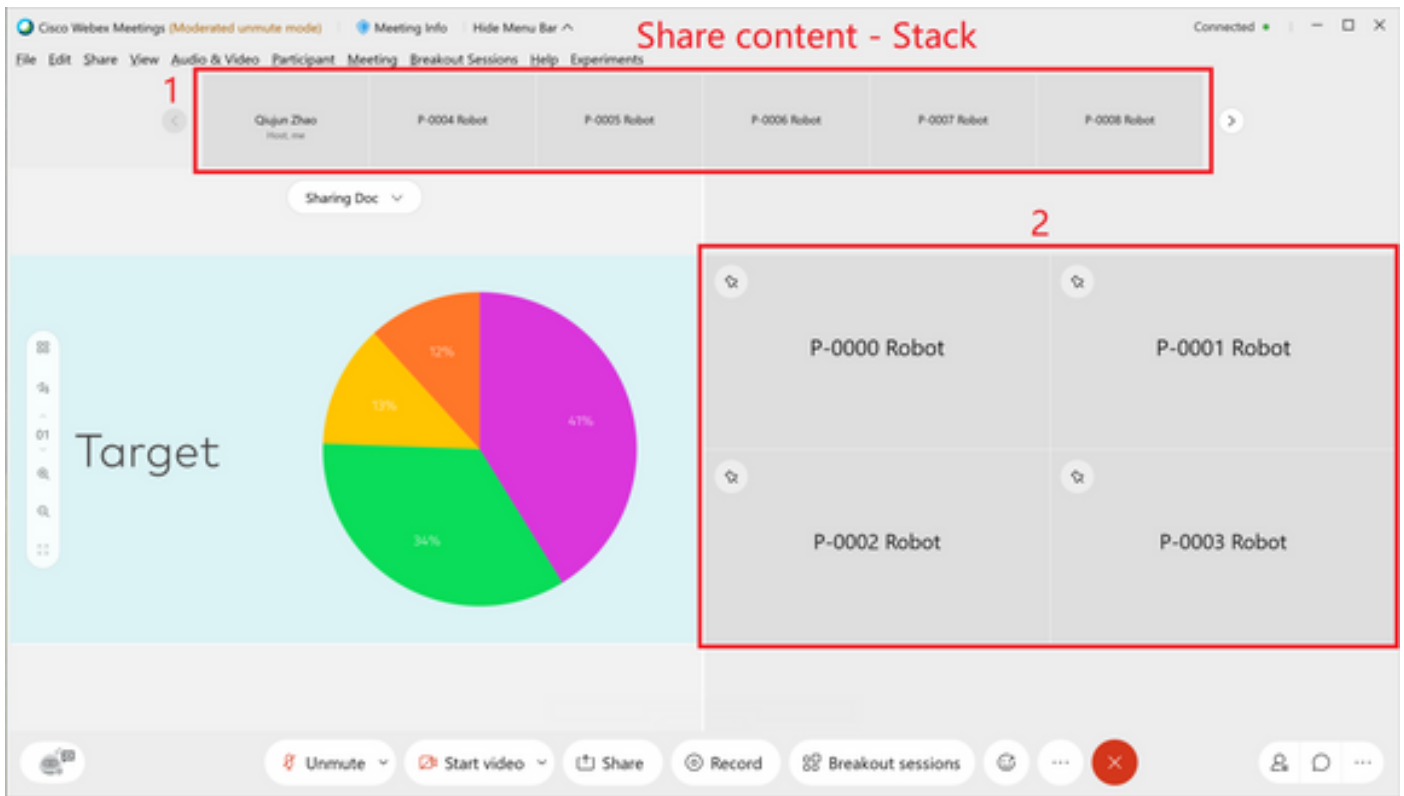 Cisco Webex Meetings (Moderated unmute mode) Meeting Info Hide Menu Bar Connected
Share content - Stack
File Edit Share View Audio & Video Participant Meeting Breakout Sessions Help Experiments
1
Qiujun Zhao P-0004 Robot P-0005 Robot P-0006 Robot P-0007 Robot P-0008 Robot
Host, me
Sharing Doc
2
12%
13%
41%
34%
01
Target
P-0000 Robot P-0001 Robot
P-0002 Robot P-0003 Robot
Unmute Start video Share Record Breakout sessions